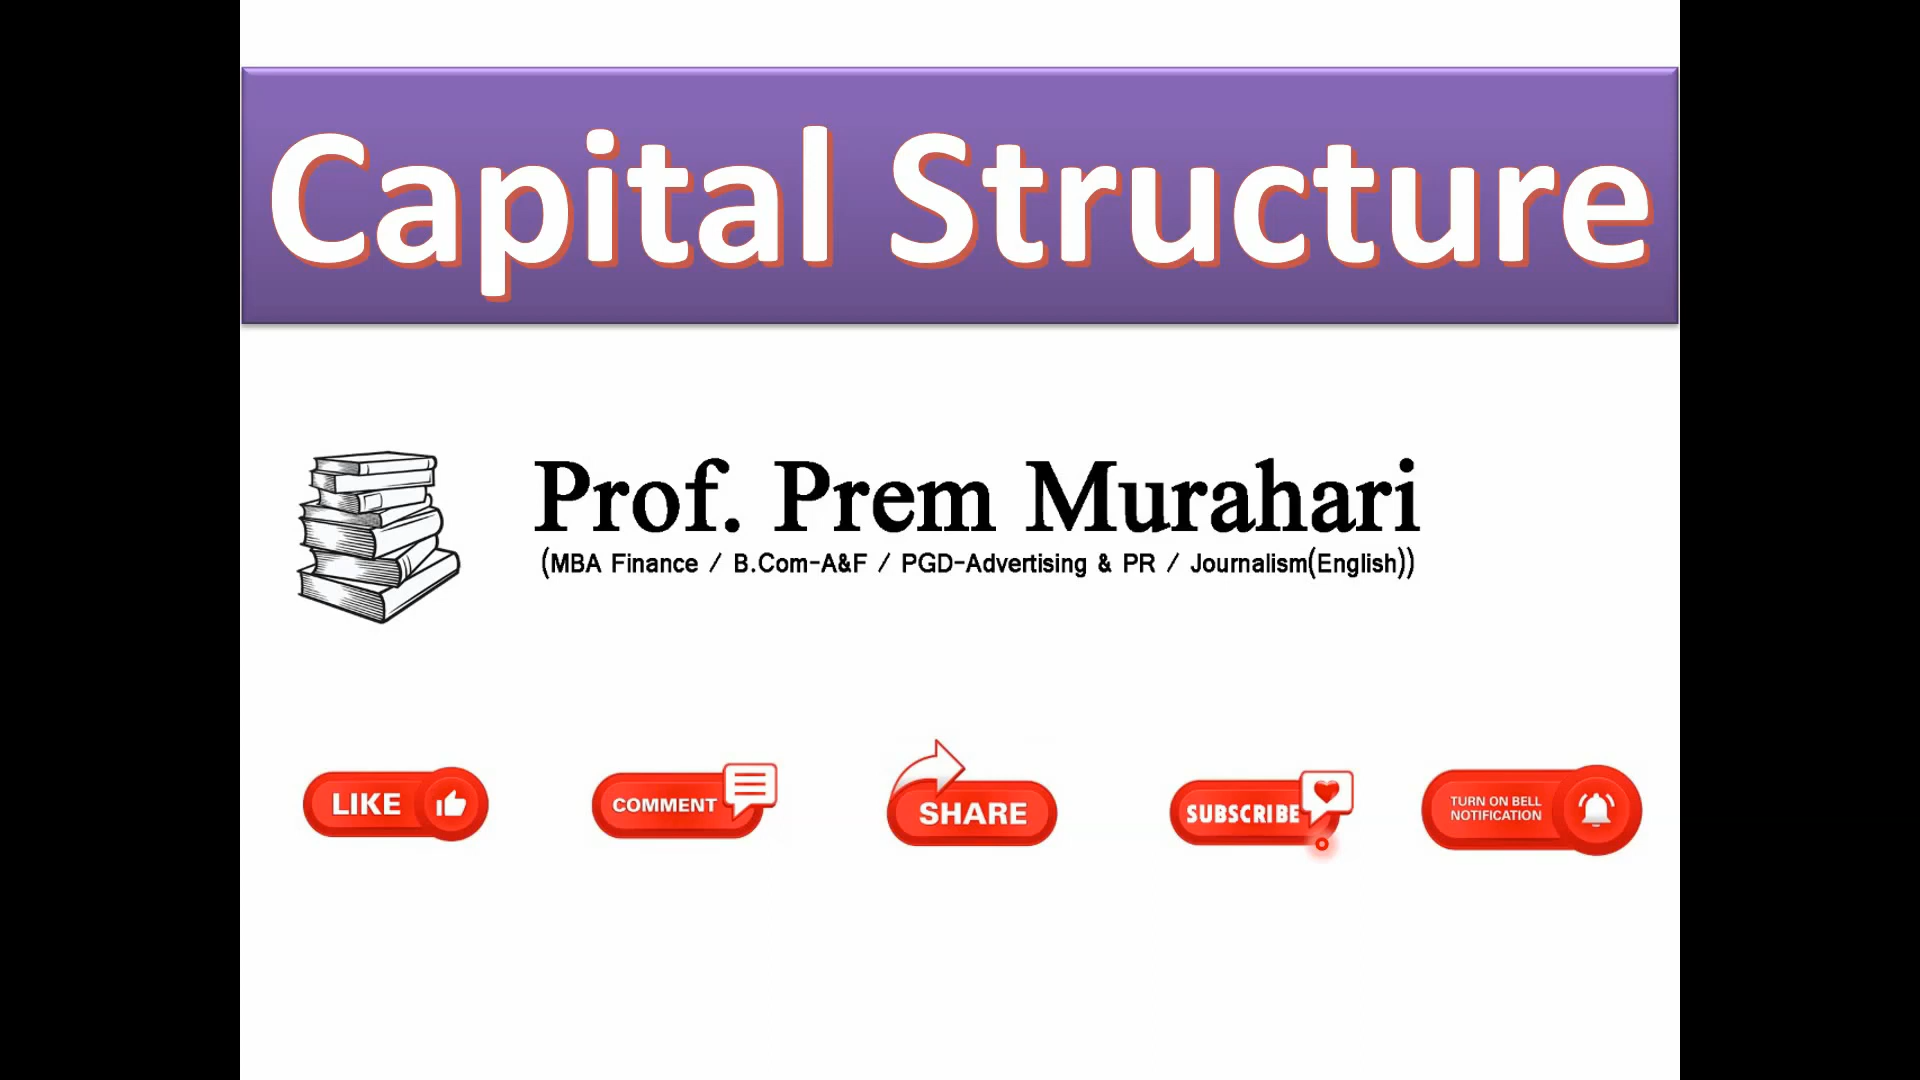 Capital Structure
Prof. Prem Murahari
(MBA Finance / B.Com-A&F / PGD-Advertising & PR / Journalism(English))
LIKE
COMMENT
SHARE
SUBSCRIBE
TURN ON BELL
NOTIFICATION